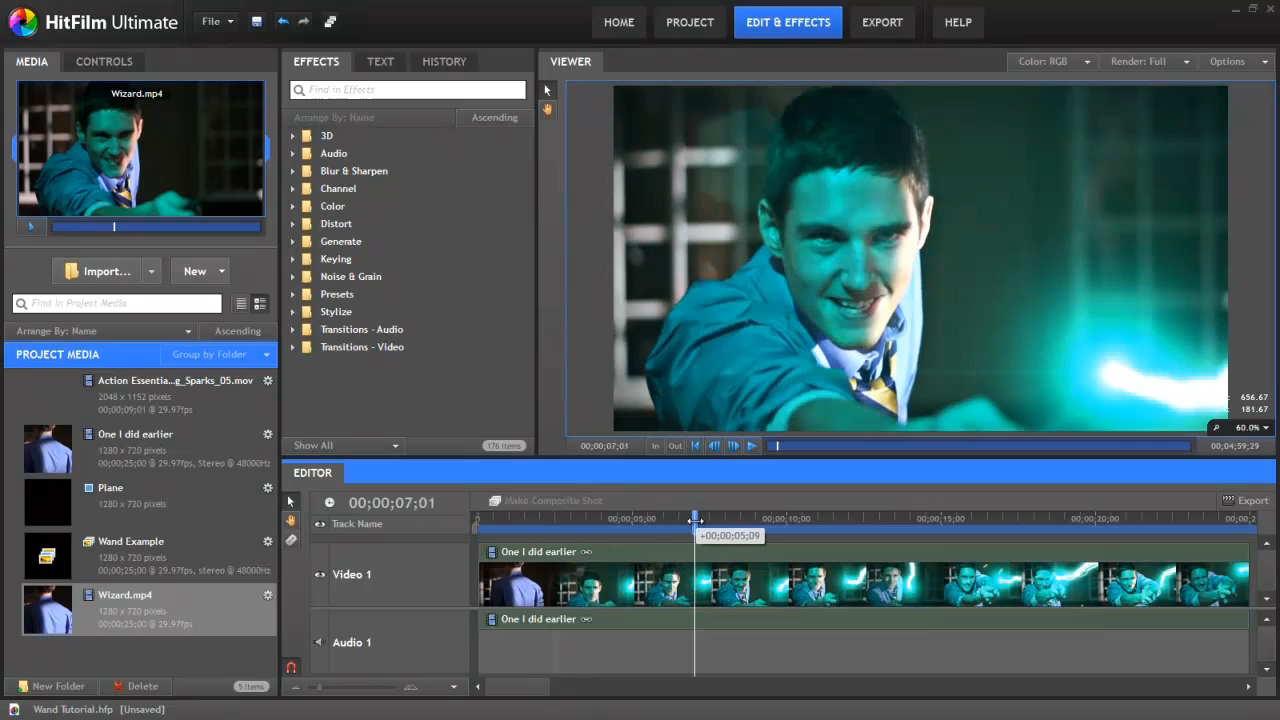 HitFilm Ultimate
File
HOME
PROJECT
EDIT & EFFECTS
EXPORT
HELP
MEDIA
CONTROLS
Wizard.mp4
Import...
New
Find in Project Media
Arrange By: Name
Ascending
PROJECT MEDIA
Group by Folder
Action Essentia...g_Sparks_05.mov
2048 x 1152 pixels
00;00;09;01 @ 29.97fps
One I did earlier
1280 x 720 pixels
00;00;25;00 @ 29.97fps, Stereo @ 48000Hz
Plane
1280 x 720 pixels
Wand Example
1280 x 720 pixels
00;00;25;00 @ 29.97fps
Wizard.mp4
1280 x 720 pixels
00;00;25;00 @ 29.97fps
New Folder
Delete
5 items
EFFECTS
TEXT
HISTORY
Find in Effects
Arrange By: Name
Ascending
3D
Audio
Blur & Sharpen
Channel
Color
Distort
Generate
Keying
Noise & Grain
Presets
Stylize
Transitions - Audio
Transitions - Video
Show All
176 items
VIEWER
Color: RGB
Render: Full
Options
: 656.67
: 181.67
60.0%
00;00;07;01
In
Out
00;04;59;29
EDITOR
00;00;07;01
Make Composite Shot
Export
Track Name
0
00;00;05;00
00;00;10;00
00;00;15;00
00;00;20;00
00;00;2
+00;00;05;09
One I did earlier
Video 1
One I did earlier
Audio 1
Wand Tutorial.hfp [Unsaved]